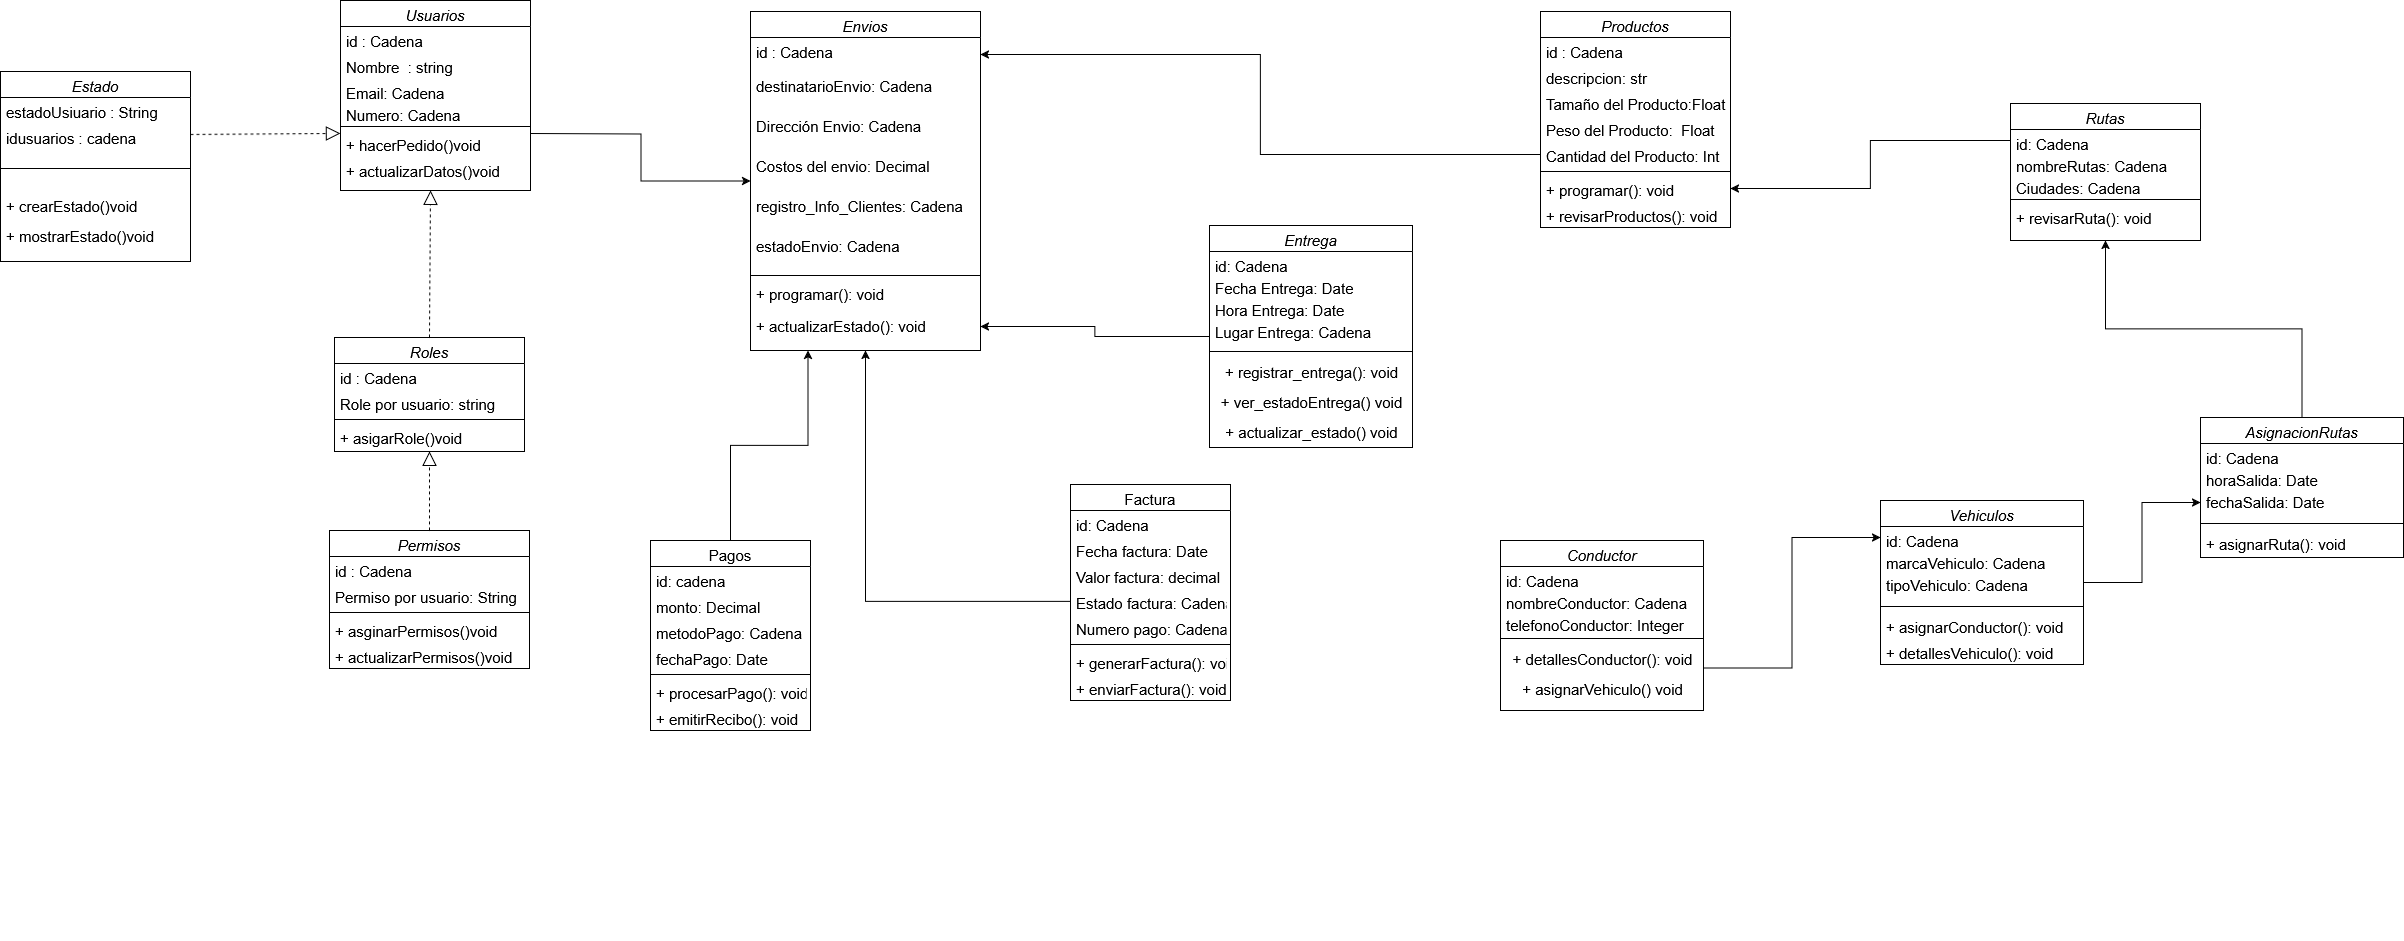 Usuarios
id : Cadena
Nombre  : string
Email: Cadena
Numero: Cadena
+ hacerPedido()void
+ actualizarDatos()void
Estado
estadoUsiuario : String
idusuarios : cadena
+ crearEstado()void
+ mostrarEstado()void
Roles
id : Cadena
Role por usuario: string
+ asigarRole()void
Permisos
id : Cadena
Permiso por usuario: String
+ asginarPermisos()void
+ actualizarPermisos()void
Envios
id : Cadena
destinatarioEnvio: Cadena
Dirección Envio: Cadena
Costos del envio: Decimal
registro_Info_Clientes: Cadena
estadoEnvio: Cadena
+ programar(): void
+ actualizarEstado(): void
Pagos
id: cadena
monto: Decimal
metodoPago: Cadena
fechaPago: Date
+ procesarPago(): void
+ emitirRecibo(): void
Factura
id: Cadena
Fecha factura: Date
Valor factura: decimal
Estado factura: Caden
Numero pago: Cadena
+ generarFactura(): vo
+ enviarFactura(): void
Entrega
id: Cadena
Fecha Entrega: Date
Hora Entrega: Date
Lugar Entrega: Cadena
+ registrar_entrega(): void
+ ver_estadoEntrega() void
+ actualizar_estado() void
Productos
id : Cadena
descripcion: str
Tamaño del Producto:Float
Peso del Producto:  Float
Cantidad del Producto: Int
+ programar(): void
+ revisarProductos(): void
Rutas
id: Cadena
nombreRutas: Cadena
Ciudades: Cadena
+ revisarRuta(): void
AsignacionRutas
id: Cadena
horaSalida: Date
fechaSalida: Date
+ asignarRuta(): void
Vehiculos
id: Cadena
marcaVehiculo: Cadena
tipoVehiculo: Cadena
+ asignarConductor(): void
+ detallesVehiculo(): void
Conductor
id: Cadena
nombreConductor: Cadena
telefonoConductor: Integer
+ detallesConductor(): void
+ asignarVehiculo() void